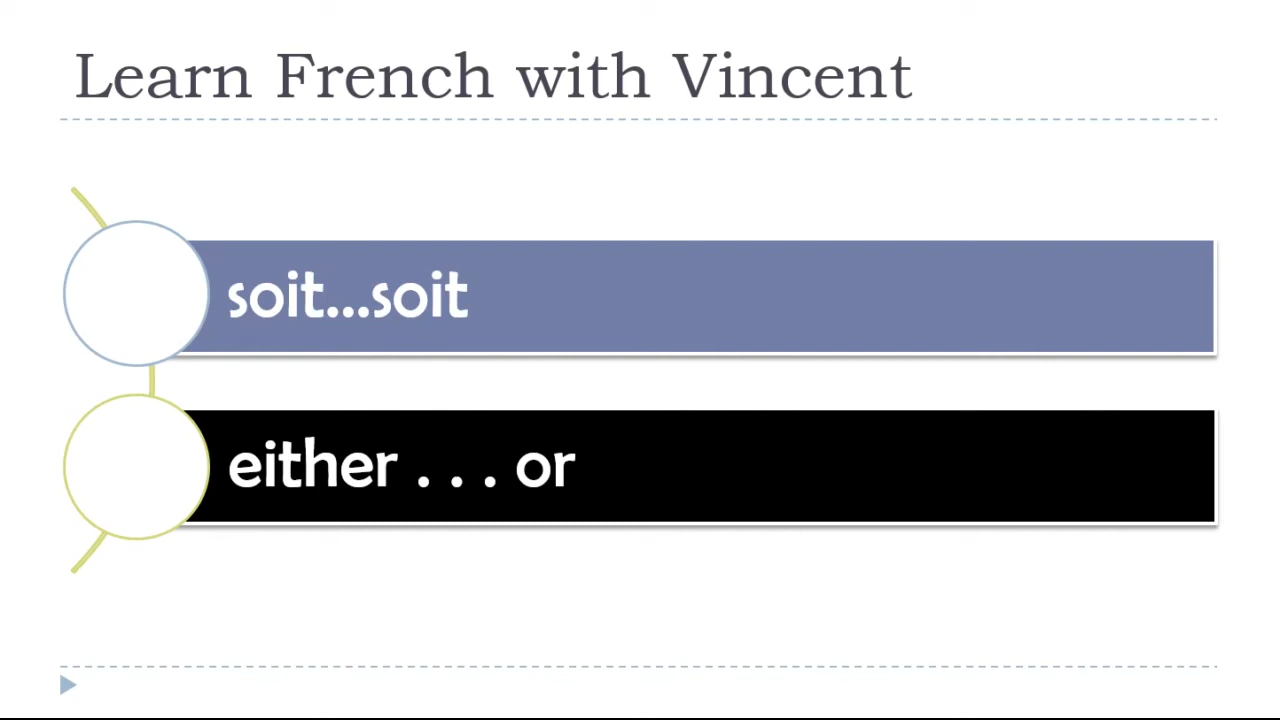 Learn French with Vincent
soit...soit
either . . . or